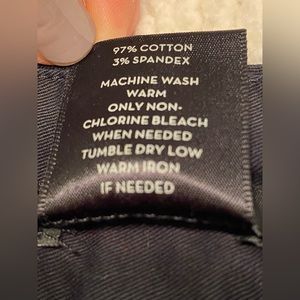 97% COTTON
3% SPANDEX
MACHINE WASH
WARM
ONLY NON-
CHLORINE BLEACH
WHEN NEEDED
TUMBLE DRY LOW
WARM IRON
IF NEEDED